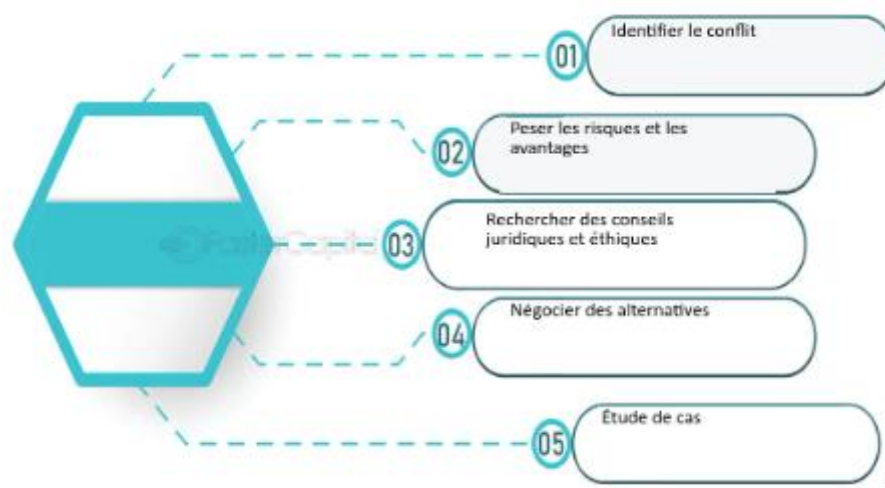 01
Identifier le conflit
02
Peser les risques et les
avantages
FasterCapital
03
Rechercher des conseils
juridiques et éthiques
04
Négocier des alternatives
05
Étude de cas